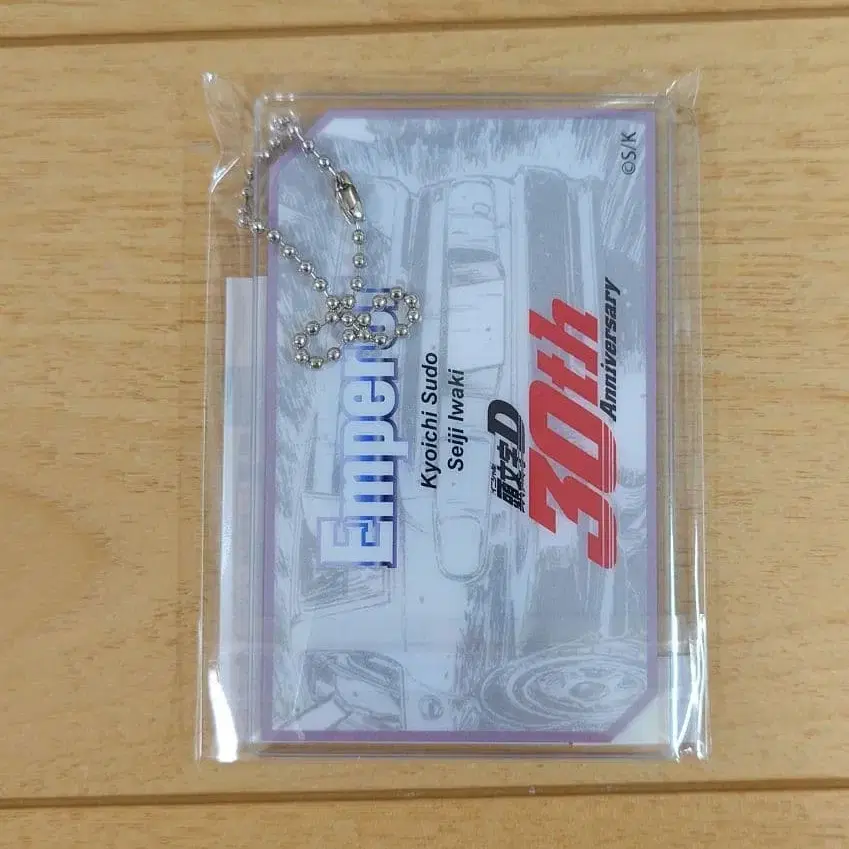 Emperor
Kyoichi Sudo
Seiji Iwaki
頭文字D
30th
Anniversary
©S/K